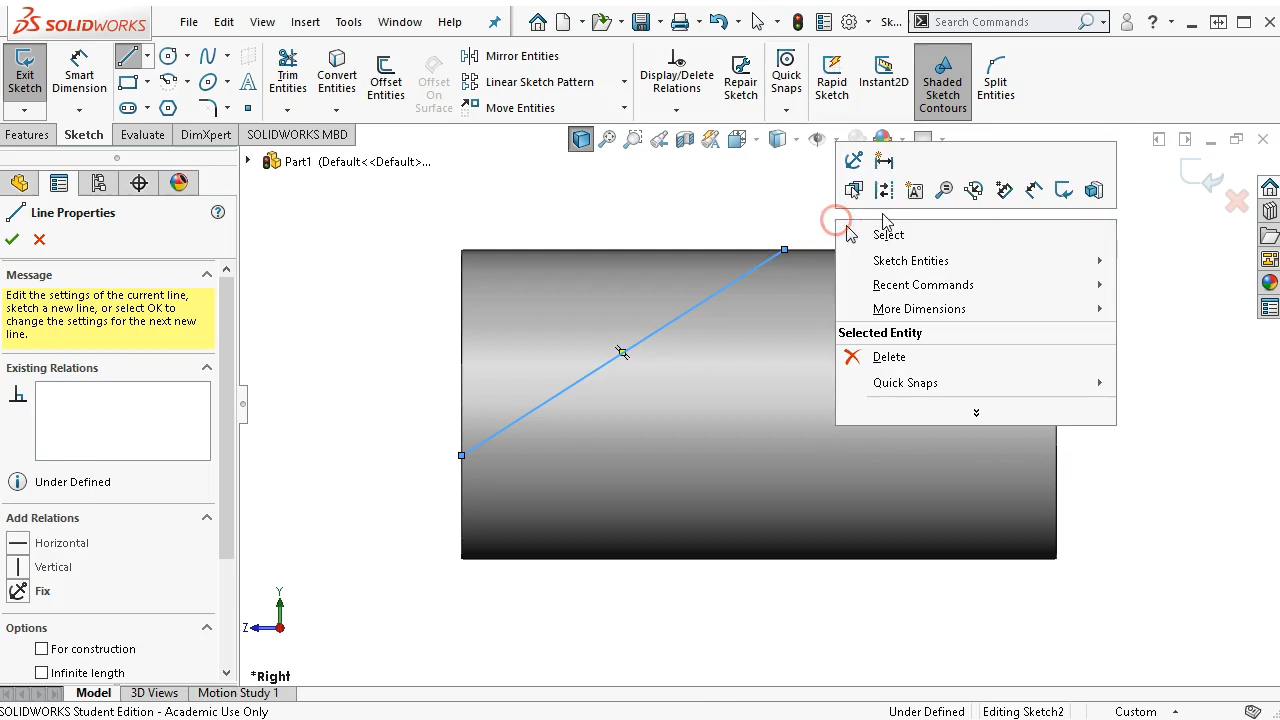 SOLIDWORKS
File
Edit
View
Insert
Tools
Window
Help
Sk...
Search Commands
?
Exit
Sketch
Smart
Dimension
Trim
Entities
Convert
Entities
Offset
Entities
Offset
On
Surface
Mirror Entities
Linear Sketch Pattern
Move Entities
Display/Delete
Relations
Repair
Sketch
Quick
Snaps
Rapid
Sketch
Instant2D
Shaded
Sketch
Contours
Split
Entities
Features
Sketch
Evaluate
DimXpert
SOLIDWORKS MBD
Part1 (Default<<Default>...
Line Properties
?
Message
Edit the settings of the current line,
sketch a new line, or select OK to
change the settings for the next new
line.
Existing Relations
Under Defined
Add Relations
Horizontal
Vertical
Fix
Options
For construction
Infinite length
Select
Sketch Entities
Recent Commands
More Dimensions
Selected Entity
Delete
Quick Snaps
Y
Z
*Right
Model
3D Views
Motion Study 1
SOLIDWORKS Student Edition - Academic Use Only
Under Defined
Editing Sketch2
Custom